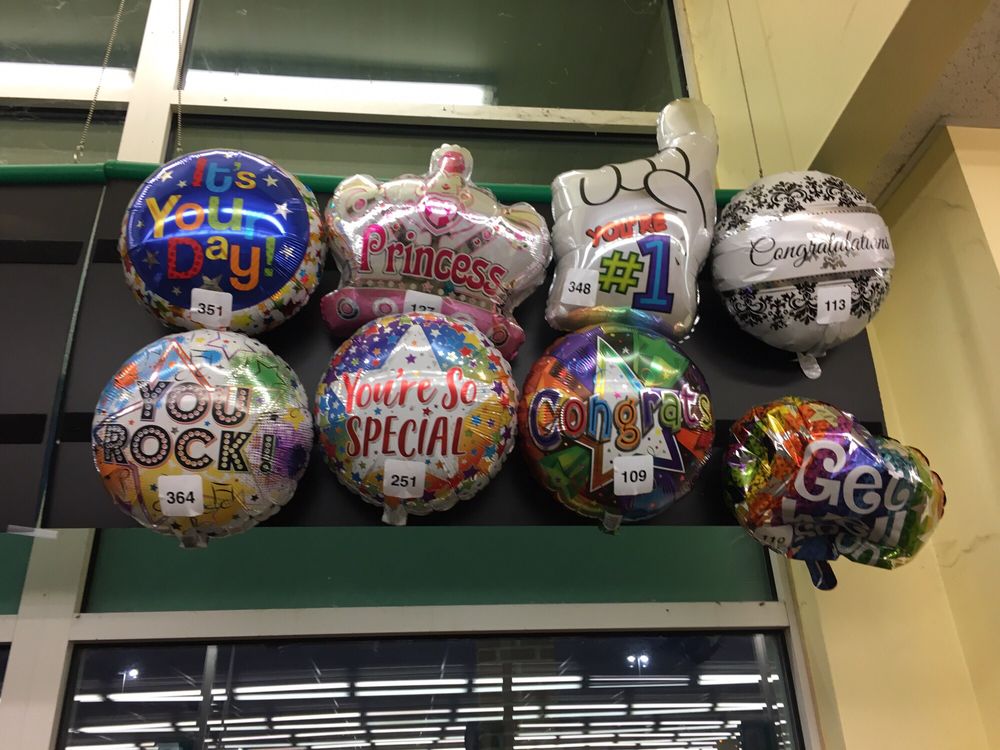 It's
Your
Day!
351
Princess
YOU'RE
#1
348
Congratulations
113
YOU
ROCK!
364
You're So
SPECIAL
251
Congrats
109
Get
Well